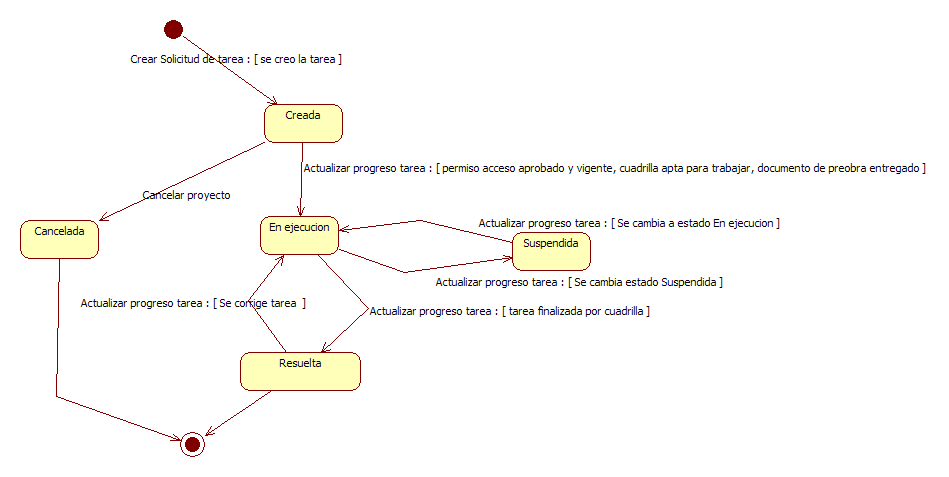 Crear Solicitud de tarea : [ se creo la tarea ]
Creada
Actualizar progreso tarea : [ permiso acceso aprobado y vigente, cuadrilla apta para trabajar, documento de preobra entregado ]
Cancelar proyecto
Cancelada
En ejecucion
Actualizar progreso tarea : [ Se cambia a estado En ejecucion ]
Suspendida
Actualizar progreso tarea : [ Se cambia estado Suspendida ]
Actualizar progreso tarea : [ Se corrige tarea ]
Actualizar progreso tarea : [ tarea finalizada por cuadrilla ]
Resuelta